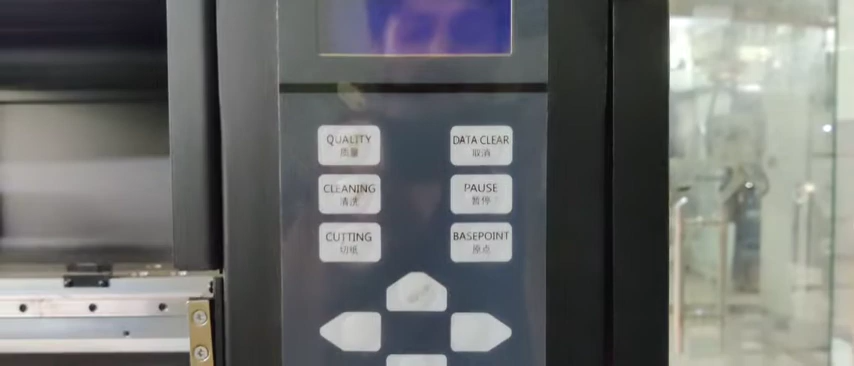 QUALITY
质量
DATA CLEAR
取消
CLEANING
清洗
PAUSE
暂停
CUTTING
切纸
BASEPOINT
原点